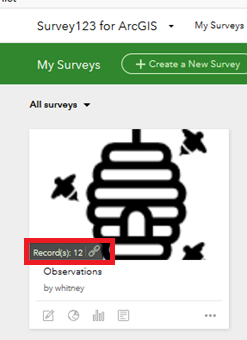 Survey123 for ArcGIS My Surveys
My Surveys + Create a New Survey
All surveys
Record(s): 12
Observations
by whitney